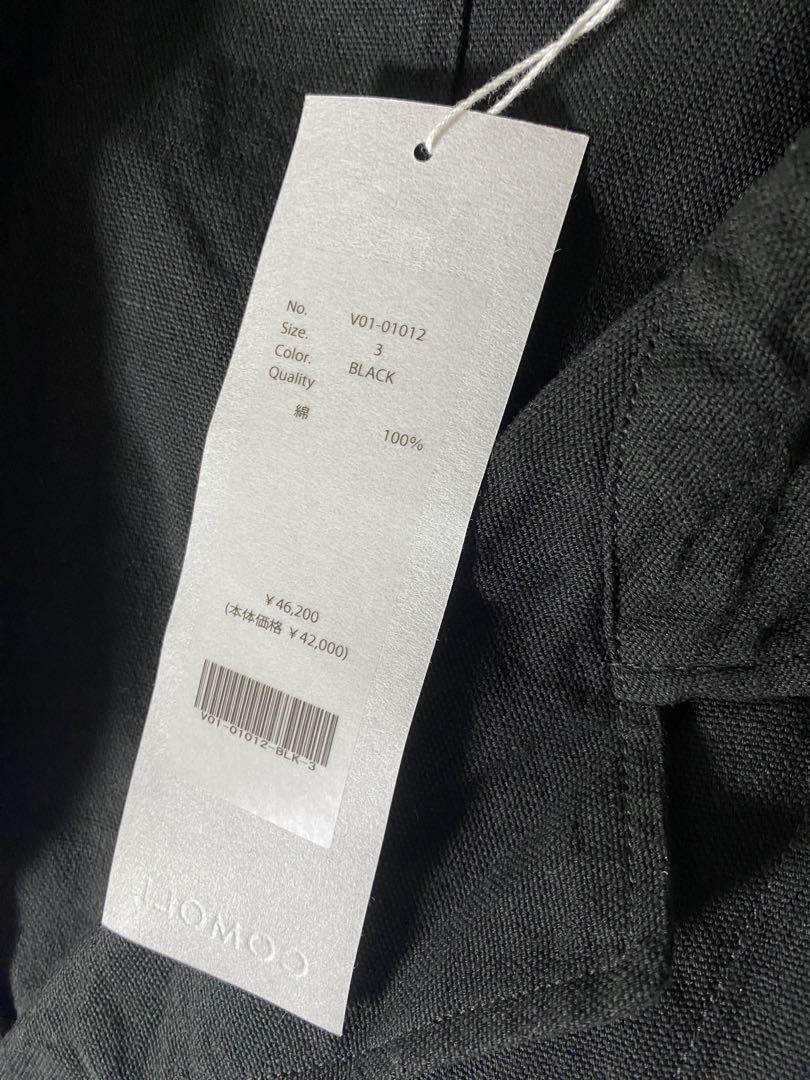 No. V01-01012
Size. 3
Color. BLACK
Quality
綿 100%
¥46,200
(本体価格 ¥42,000)
V01-01012-BLK-3
COMOLI